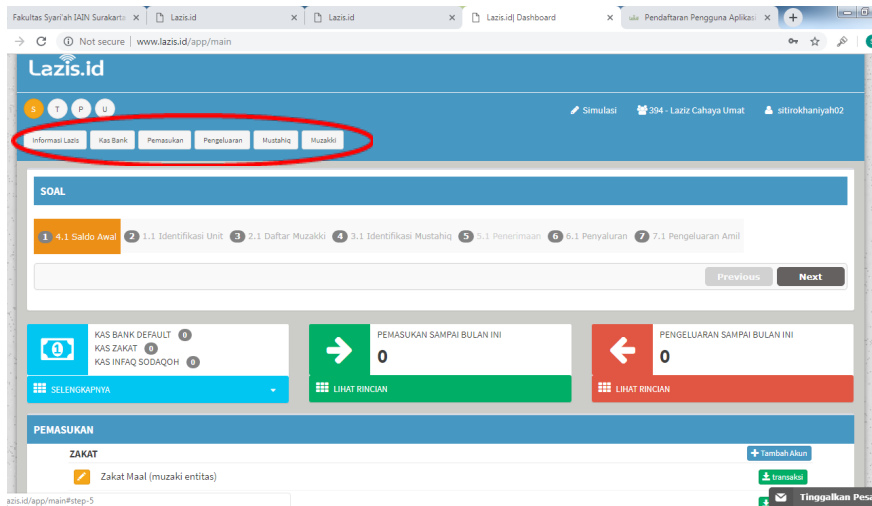 Fakultas Syari'ah IAIN Surakarta
Lazis.id
Lazis.id
Lazis.id| Dashboard
Pendaftaran Pengguna Aplikasi
Not secure | www.lazis.id/app/main
Lazis.id
S T P U
Simulasi 394 - Laziz Cahaya Umat sitirokhaniyah02
Informasi Lazis Kas Bank Pemasukan Pengeluaran Mustahiq Muzakki
SOAL
1 4.1 Saldo Awal 2 1.1 Identifikasi Unit 3 2.1 Daftar Muzakki 4 3.1 Identifikasi Mustahiq 5 5.1 Penerimaan 6 6.1 Penyaluran 7 7.1 Pengeluaran Amil
Previous Next
KAS BANK DEFAULT 0
KAS ZAKAT 0
KAS INFAQ SODAQOH 0
SELENGKAPNYA
PEMASUKAN SAMPAI BULAN INI
0
LIHAT RINCIAN
PENGELUARAN SAMPAI BULAN INI
0
LIHAT RINCIAN
PEMASUKAN
ZAKAT
Tambah Akun
Zakat Maal (muzaki entitas)
transaksi
azis.id/app/main#step-5
Tinggalkan Pesa